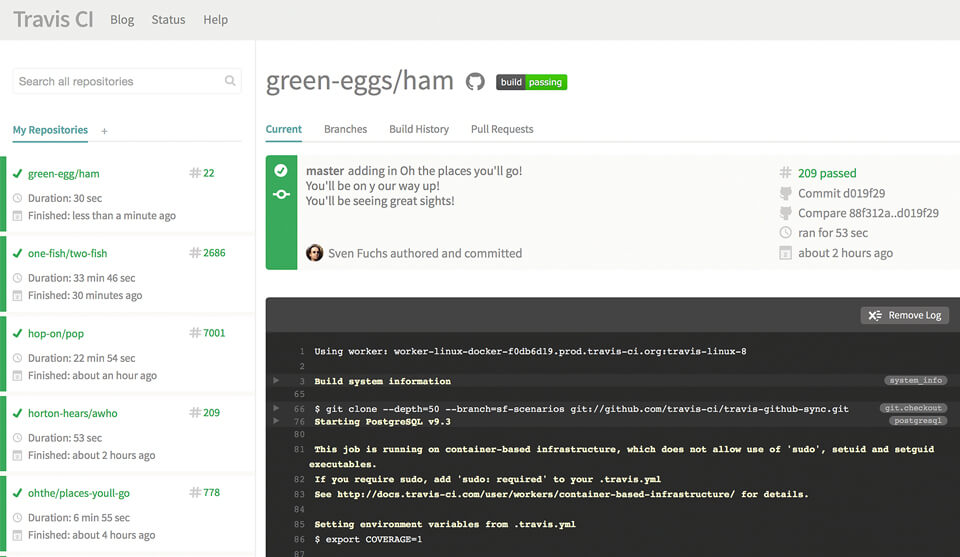 Travis CI Blog Status Help
Search all repositories
My Repositories +
green-egg/ham # 22
Duration: 30 sec
Finished: less than a minute ago
one-fish/two-fish # 2686
Duration: 33 min 46 sec
Finished: 30 minutes ago
hop-on/pop # 7001
Duration: 22 min 54 sec
Finished: about an hour ago
horton-hears/awho # 209
Duration: 53 sec
Finished: about 2 hours ago
ohthe/places-youll-go # 778
Duration: 6 min 55 sec
Finished: about 4 hours ago
green-eggs/ham build passing
Current Branches Build History Pull Requests
master adding in Oh the places you'll go!
You'll be on y our way up!
You'll be seeing great sights!
Sven Fuchs authored and committed
# 209 passed
Commit d019f29
Compare 88f312a..d019f29
ran for 53 sec
about 2 hours ago
Remove Log
1 Using worker: worker-linux-docker-f0db6d19.prod.travis-ci.org:travis-linux-8
2
3 Build system information system_info
65
66 $ git clone --depth=50 --branch=sf-scenarios git://github.com/travis-ci/travis-github-sync.git git.checkout
76 Starting PostgreSQL v9.3 postgresql
80
81 This job is running on container-based infrastructure, which does not allow use of 'sudo', setuid and setguid
executables.
82 If you require sudo, add 'sudo: required' to your .travis.yml
83 See http://docs.travis-ci.com/user/workers/container-based-infrastructure/ for details.
84
85 Setting environment variables from .travis.yml
86 $ export COVERAGE=1
87